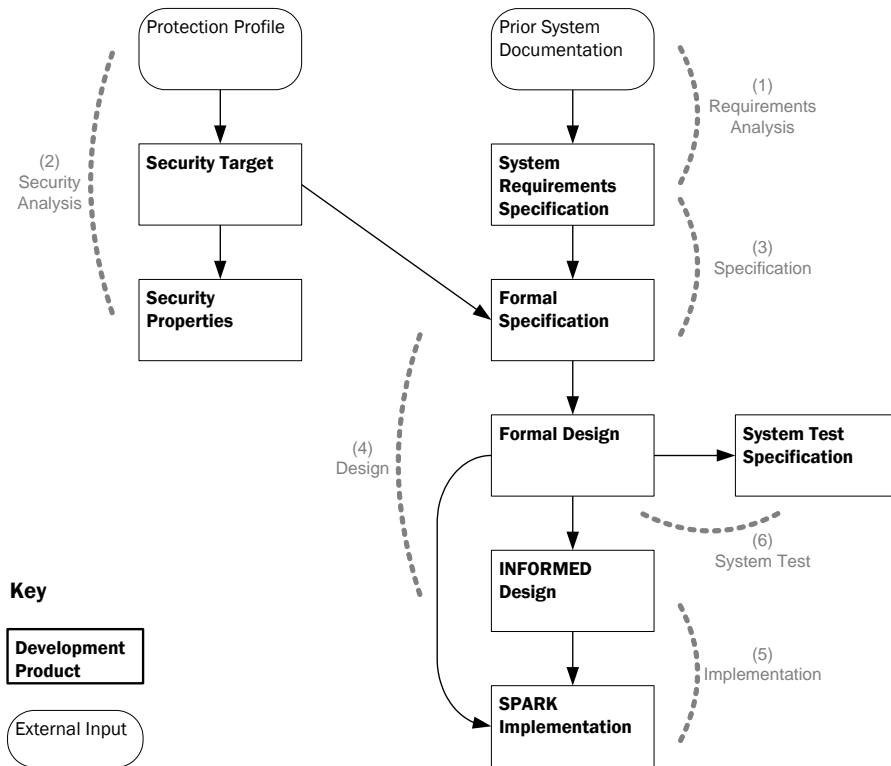 Protection Profile
Prior System
Documentation
(1)
Requirements
Analysis
(2)
Security
Analysis
Security Target
System
Requirements
Specification
(3)
Specification
Security
Properties
Formal
Specification
(4)
Design
Formal Design
System Test
Specification
(6)
System Test
INFORMED
Design
Key
Development
Product
(5)
Implementation
SPARK
Implementation
External Input